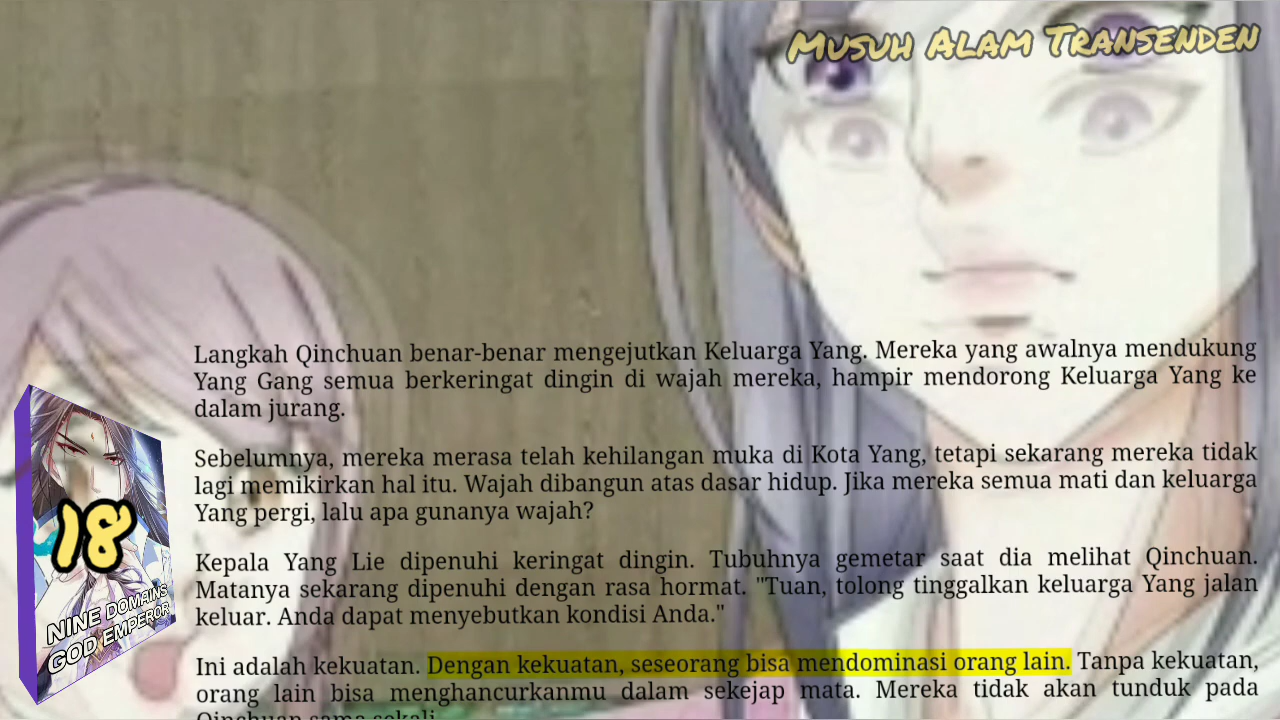 Musuh Alam Transenden
Langkah Qinchuan benar-benar mengejutkan Keluarga Yang. Mereka yang awalnya mendukung
Yang Gang semua berkeringat dingin di wajah mereka, hampir mendorong Keluarga Yang ke
dalam jurang.
Sebelumnya, mereka merasa telah kehilangan muka di Kota Yang, tetapi sekarang mereka tidak
lagi memikirkan hal itu. Wajah dibangun atas dasar hidup. Jika mereka semua mati dan keluarga
Yang pergi, lalu apa gunanya wajah?
Kepala Yang Lie dipenuhi keringat dingin. Tubuhnya gemetar saat dia melihat Qinchuan.
Matanya sekarang dipenuhi dengan rasa hormat. "Tuan, tolong tinggalkan keluarga Yang jalan
keluar. Anda dapat menyebutkan kondisi Anda."
Ini adalah kekuatan. Dengan kekuatan, seseorang bisa mendominasi orang lain. Tanpa kekuatan,
orang lain bisa menghancurkanmu dalam sekejap mata. Mereka tidak akan tunduk pada
Qinchuan sama sekali.
18
NINE DOMAINS
GOD EMPEROR